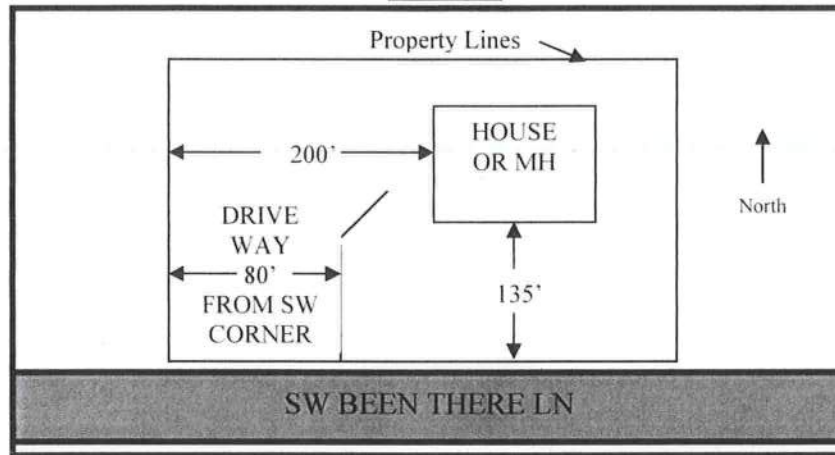 Property Lines
HOUSE
OR MH
200'
North
DRIVE
WAY
80'
FROM SW
CORNER
135'
SW BEEN THERE LN